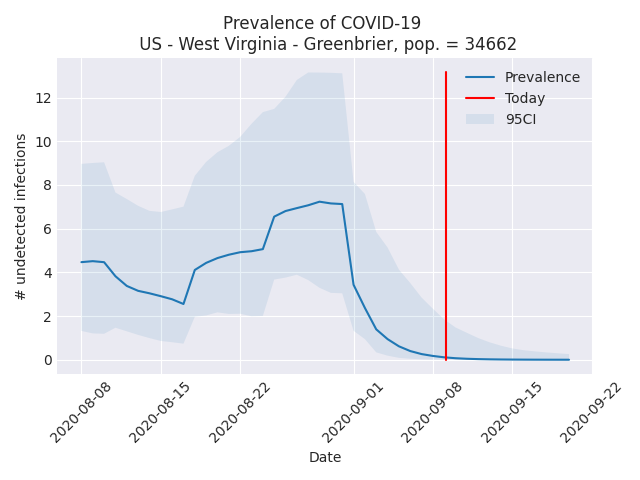 Prevalence of COVID-19
US - West Virginia - Greenbrier, pop. = 34662
Prevalence
Today
95CI
# undetected infections
12
10
8
6
4
2
0
2020-08-08
2020-08-15
2020-08-22
2020-09-01
2020-09-08
2020-09-15
2020-09-22
Date